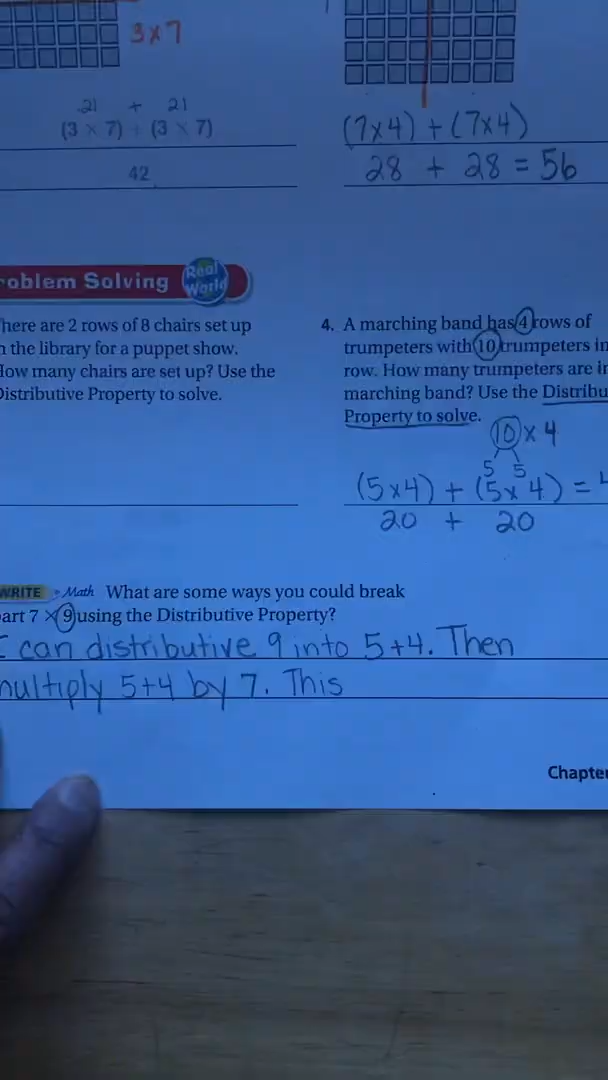 3 x 7
21 + 21
(3 × 7) + (3 × 7)
42
(7x4) + (7x4)
28 + 28 = 56
oblem Solving Real World
here are 2 rows of 8 chairs set up
the library for a puppet show.
ow many chairs are set up? Use the
istributive Property to solve.
4. A marching band has 4 rows of
trumpeters with 10 trumpeters in
row. How many trumpeters are in
marching band? Use the Distribu
Property to solve.
10 x 4
5 5
(5x4) + (5x4) =
20 + 20
WRITE Math What are some ways you could break
art 7 × 9 using the Distributive Property?
I can distributive 9 into 5+4. Then
multiply 5+4 by 7. This
Chapte